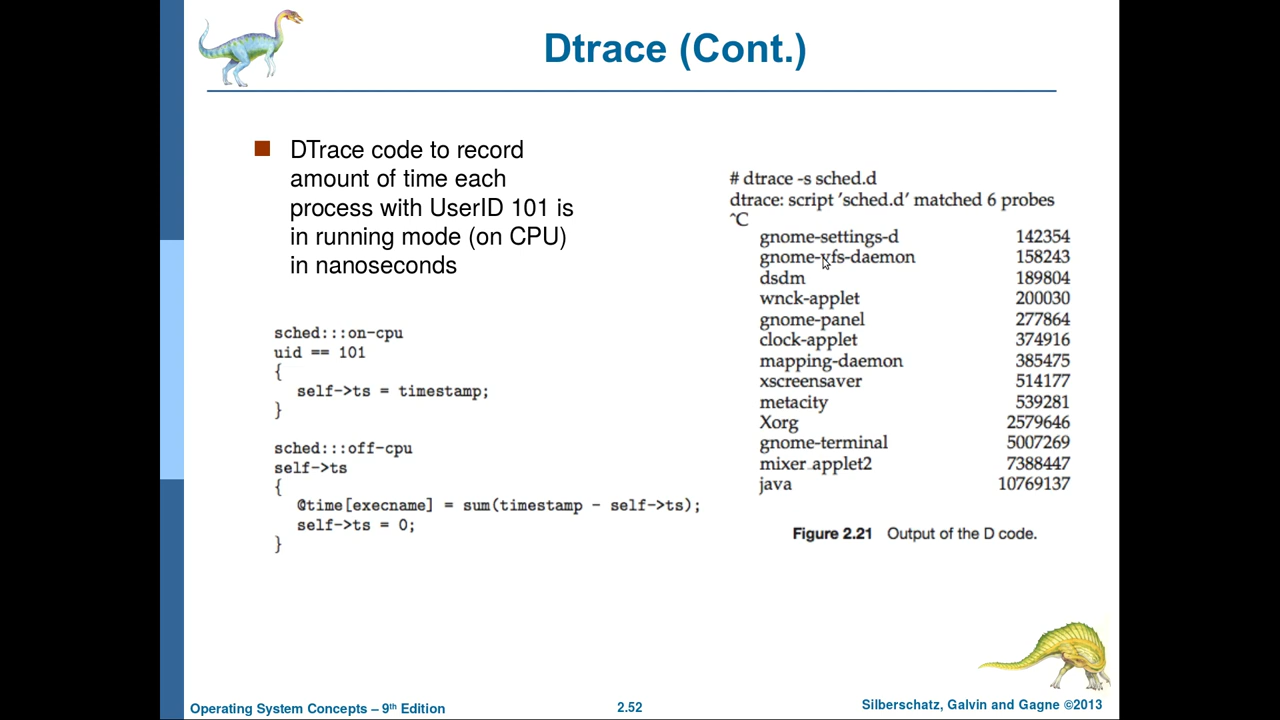 Dtrace (Cont.)
DTrace code to record
amount of time each
process with UserID 101 is
in running mode (on CPU)
in nanoseconds
sched:::on-cpu
uid == 101
{
self->ts = timestamp;
}
sched:::off-cpu
self->ts
{
@time[execname] = sum(timestamp - self->ts);
self->ts = 0;
}
# dtrace -s sched.d
dtrace: script 'sched.d' matched 6 probes
^C
gnome-settings-d 142354
gnome-vfs-daemon 158243
dsdm 189804
wnck-applet 200030
gnome-panel 277864
clock-applet 374916
mapping-daemon 385475
xscreensaver 514177
metacity 539281
Xorg 2579646
gnome-terminal 5007269
mixer_applet2 7388447
java 10769137
Figure 2.21 Output of the D code.
Operating System Concepts – 9th Edition
2.52
Silberschatz, Galvin and Gagne ©2013